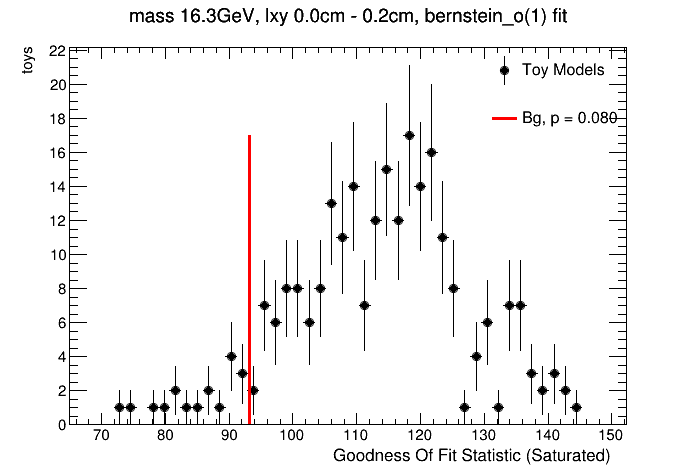 mass 16.3GeV, lxy 0.0cm - 0.2cm, bernstein_o(1) fit
toys
22
20
18
16
14
12
10
8
6
4
2
0
Toy Models
Bg, p = 0.080
70 80 90 100 110 120 130 140 150
Goodness Of Fit Statistic (Saturated)